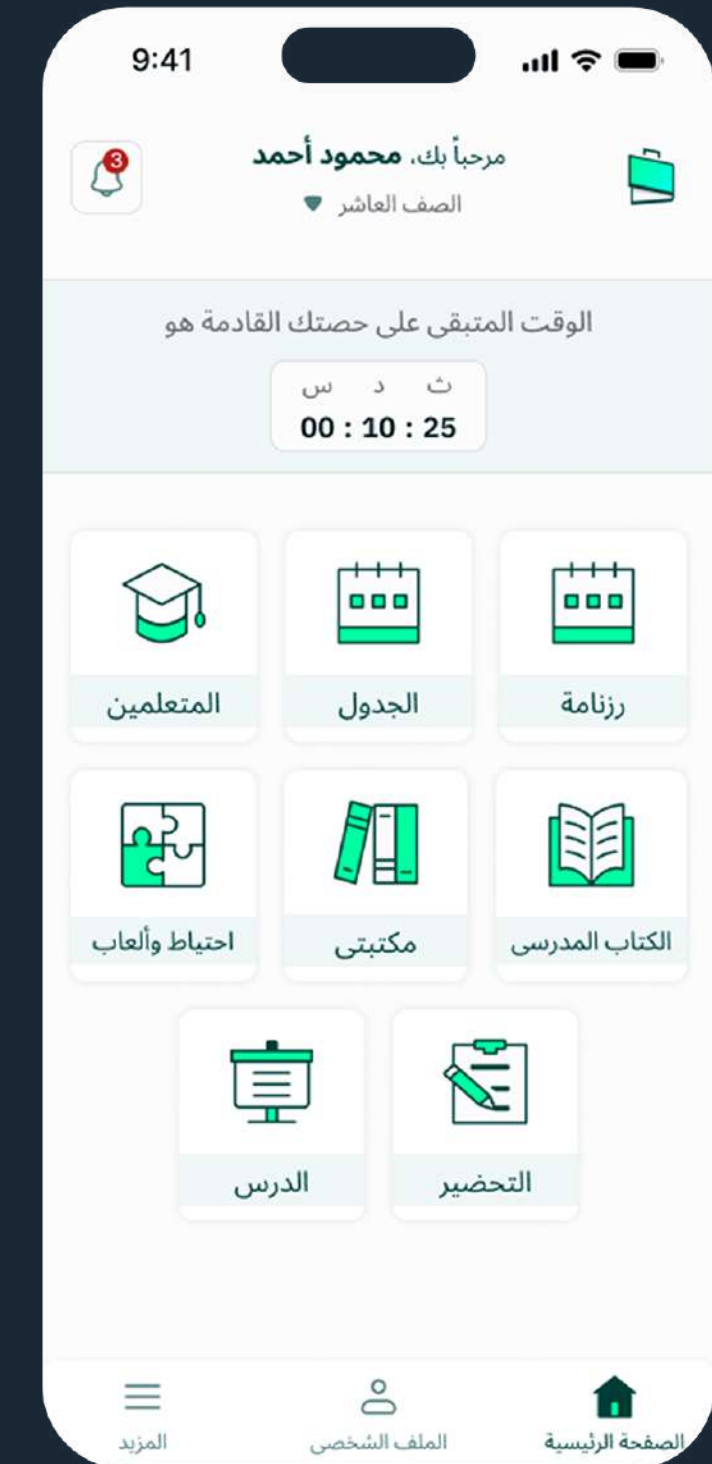 9:41
مرحباً بك، محمود أحمد
3
الصف العاشر
الوقت المتبقى على حصتك القادمة هو
ث د س
00 : 10 : 25
رزنامة
الجدول
المتعلمين
الكتاب المدرسى
مكتبتى
احتياط وألعاب
التحضير
الدرس
الصفحة الرئيسية
الملف الشخصى
المزيد